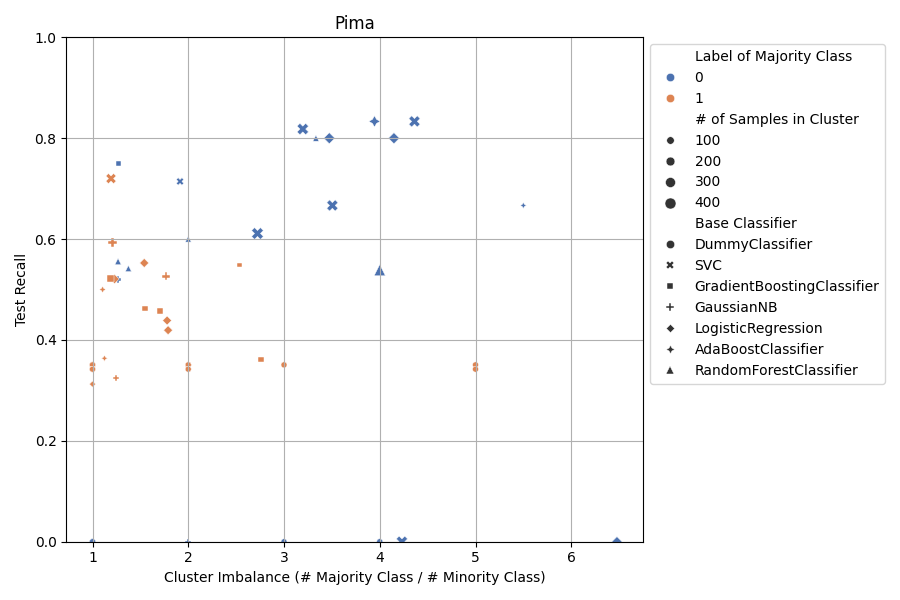 Pima
1.0
0.8
0.6
0.4
0.2
0.0
Test Recall
1 2 3 4 5 6
Cluster Imbalance (# Majority Class / # Minority Class)
Label of Majority Class
0
1
# of Samples in Cluster
100
200
300
400
Base Classifier
DummyClassifier
SVC
GradientBoostingClassifier
GaussianNB
LogisticRegression
AdaBoostClassifier
RandomForestClassifier